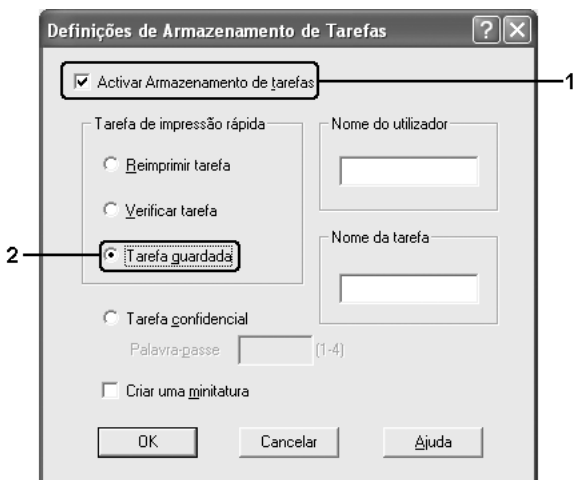 Definições de Armazenamento de Tarefas
Activar Armazenamento de tarefas
1
Tarefa de impressão rápida
Nome do utilizador
Reimprimir tarefa
Verificar tarefa
Nome da tarefa
2
Tarefa guardada
Tarefa confidencial
Palavra-passe (1-4)
Criar uma minitatura
OK Cancelar Ajuda